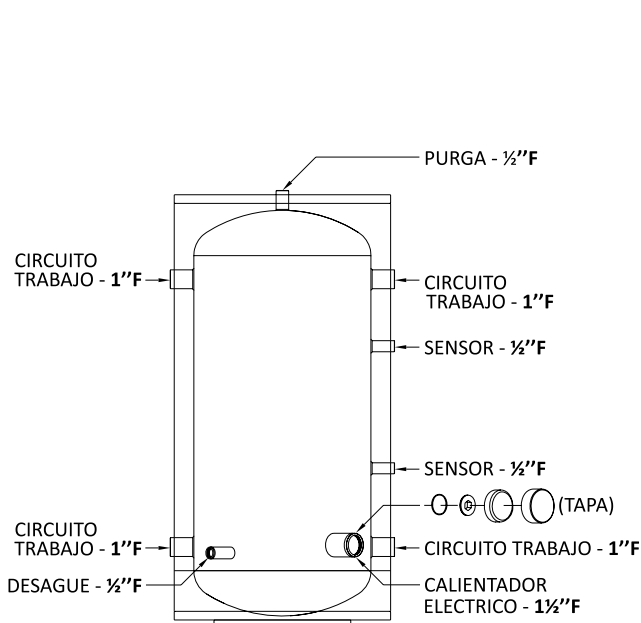 PURGA - ½’’F
CIRCUITO
TRABAJO - 1’’F
CIRCUITO
TRABAJO - 1’’F
SENSOR - ½’’F
SENSOR - ½’’F
(TAPA)
CIRCUITO
TRABAJO - 1’’F
CIRCUITO TRABAJO - 1’’F
DESAGUE - ½’’F
CALIENTADOR
ELECTRICO - 1½’’F